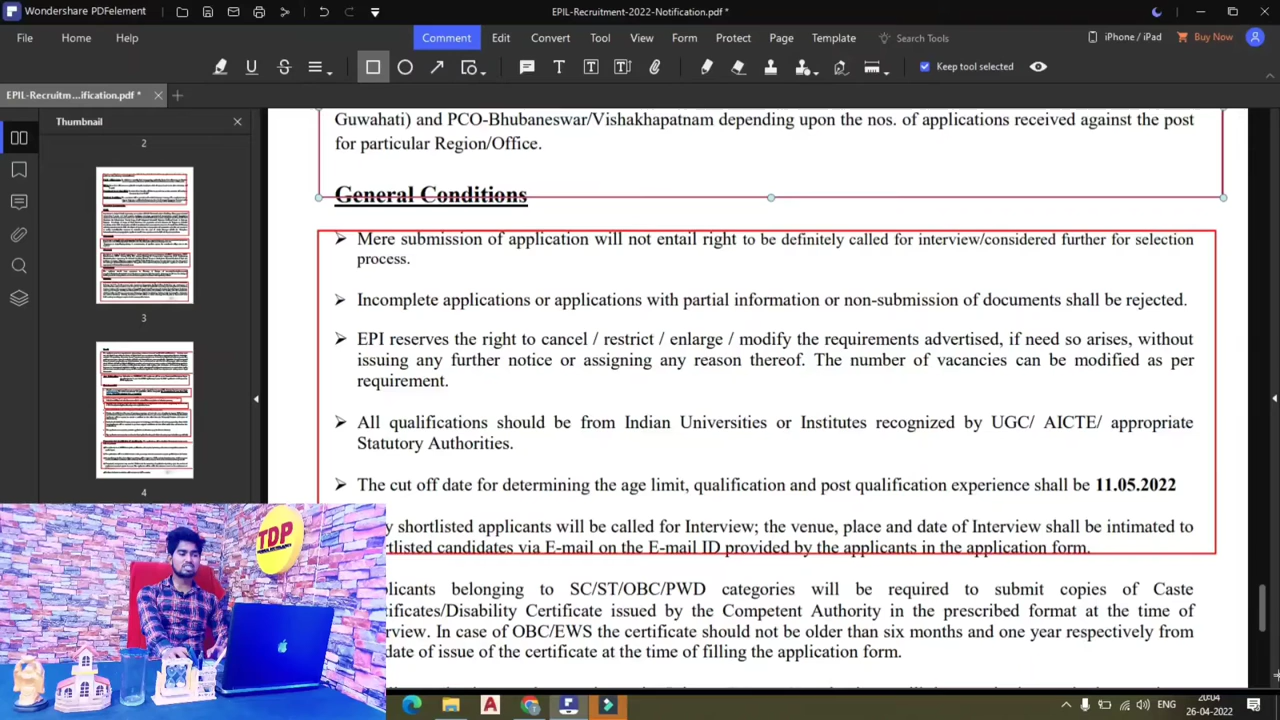 Wondershare PDFelement
EPIL-Recruitment-2022-Notification.pdf *
File Home Help Comment Edit Convert Tool View Form Protect Page Template Search Tools iPhone / iPad Buy Now
Keep tool selected
EPIL-Recruitm...ification.pdf *
Thumbnail
2
3
4
Guwahati) and PCO-Bhubaneswar/Vishakhapatnam depending upon the nos. of applications received against the post
for particular Region/Office.
General Conditions
➢ Mere submission of application will not entail right to be definitely called for interview/considered further for selection
process.
➢ Incomplete applications or applications with partial information or non-submission of documents shall be rejected.
➢ EPI reserves the right to cancel / restrict / enlarge / modify the requirements advertised, if need so arises, without
issuing any further notice or assigning any reason thereof. The number of vacancies can be modified as per
requirement.
➢ All qualifications should be from Indian Universities or Institutes recognized by UGC/ AICTE/ appropriate
Statutory Authorities.
➢ The cut off date for determining the age limit, qualification and post qualification experience shall be 11.05.2022
y shortlisted applicants will be called for Interview; the venue, place and date of Interview shall be intimated to
tlisted candidates via E-mail on the E-mail ID provided by the applicants in the application form.
licants belonging to SC/ST/OBC/PWD categories will be required to submit copies of Caste
tificates/Disability Certificate issued by the Competent Authority in the prescribed format at the time of
rview. In case of OBC/EWS the certificate should not be older than six months and one year respectively from
date of issue of the certificate at the time of filling the application form.
TDP
ENG
20:04
26-04-2022